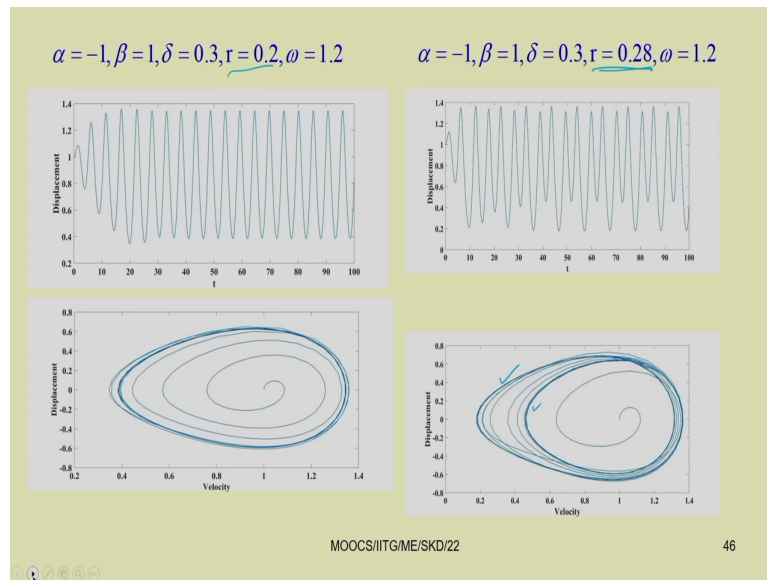 α = −1, β = 1, δ = 0.3, r = 0.2, ω = 1.2
α = −1, β = 1, δ = 0.3, r = 0.28, ω = 1.2
1.4
1.2
1
0.8
0.6
0.4
0.2
Displacement
0 10 20 30 40 50 60 70 80 90 100
t
1.4
1.2
1
0.8
0.6
0.4
0.2
0
Displacement
0 10 20 30 40 50 60 70 80 90 100
t
0.8
0.6
0.4
0.2
0
-0.2
-0.4
-0.6
-0.8
Displacement
0.2 0.4 0.6 0.8 1 1.2 1.4
Velocity
0.8
0.6
0.4
0.2
0
-0.2
-0.4
-0.6
-0.8
Displacement
0 0.2 0.4 0.6 0.8 1 1.2 1.4
Velocity
MOOCS/IITG/ME/SKD/22
46